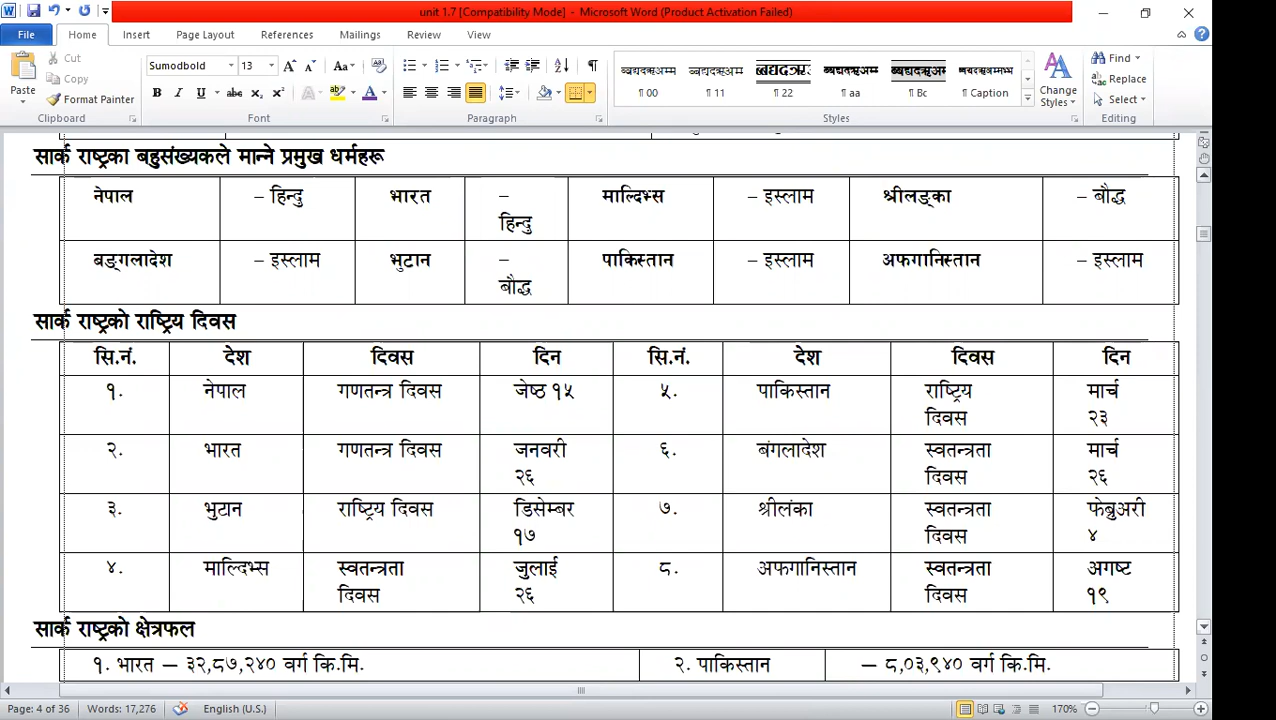 unit 1.7 [Compatibility Mode] - Microsoft Word (Product Activation Failed)
File Home Insert Page Layout References Mailings Review View
Cut
Copy
Format Painter
Paste
Clipboard
Sumodbold 13
Font
Paragraph
¶ 00 ¶ 11 ¶ 22 ¶ aa ¶ Bc ¶ Caption
Change Styles
Styles
Find
Replace
Select
Editing
सार्क राष्ट्रका बहुसंख्यकले मान्ने प्रमुख धर्महरू
नेपाल – हिन्दु भारत – हिन्दु माल्दिभ्स – इस्लाम श्रीलङ्का – बौद्ध
बङ्गलादेश – इस्लाम भुटान – बौद्ध पाकिस्तान – इस्लाम अफगानिस्तान – इस्लाम
सार्क राष्ट्रको राष्ट्रिय दिवस
सि.नं. देश दिवस दिन सि.नं. देश दिवस दिन
१. नेपाल गणतन्त्र दिवस जेष्ठ १५ ५. पाकिस्तान राष्ट्रिय दिवस मार्च २३
२. भारत गणतन्त्र दिवस जनवरी २६ ६. बंगलादेश स्वतन्त्रता दिवस मार्च २६
३. भुटान राष्ट्रिय दिवस डिसेम्बर १७ ७. श्रीलंका स्वतन्त्रता दिवस फेब्रुअरी ४
४. माल्दिभ्स स्वतन्त्रता दिवस जुलाई २६ ८. अफगानिस्तान स्वतन्त्रता दिवस अगष्ट १९
सार्क राष्ट्रको क्षेत्रफल
१. भारत – ३२,८७,२४० वर्ग कि.मि. २. पाकिस्तान – ८,०३,९४० वर्ग कि.मि.
Page: 4 of 36 Words: 17,276 English (U.S.) 170%